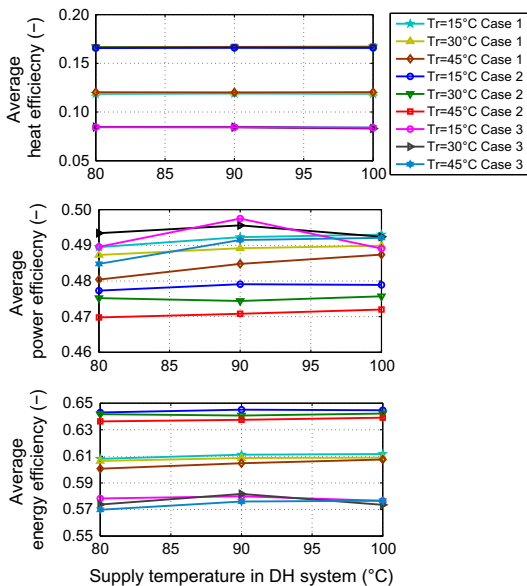 Average
heat efficiecny (−)
0.20
0.15
0.10
0.05
80 85 90 95 100
Tr=15°C Case 1
Tr=30°C Case 1
Tr=45°C Case 1
Tr=15°C Case 2
Tr=30°C Case 2
Tr=45°C Case 2
Tr=15°C Case 3
Tr=30°C Case 3
Tr=45°C Case 3
Average
power efficiecny (−)
0.50
0.49
0.48
0.47
0.46
80 85 90 95 100
Average
energy efficiency (−)
0.65
0.63
0.61
0.59
0.57
0.55
80 85 90 95 100
Supply temperature in DH system (°C)